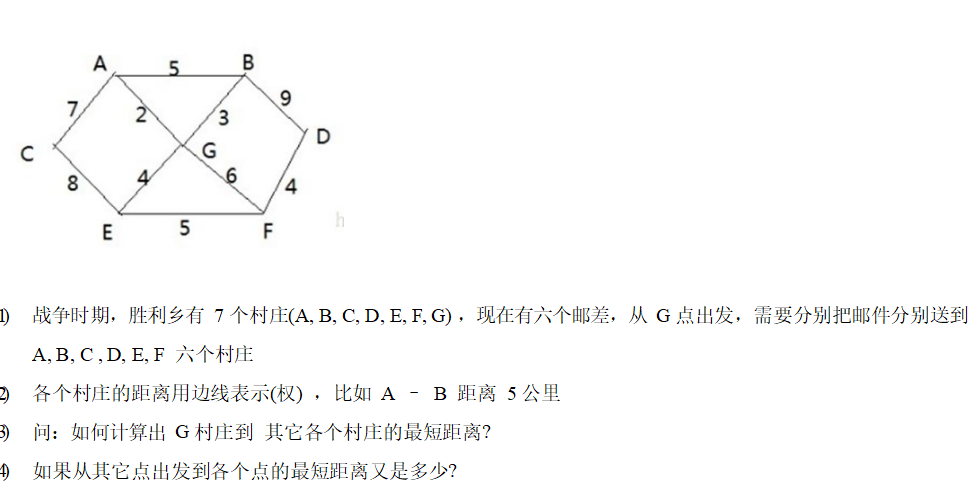 A 5 B
7 2 3 9
C G D
8 4 6 4
E 5 F
h
1) 战争时期，胜利乡有 7 个村庄(A, B, C, D, E, F, G) ，现在有六个邮差，从 G 点出发，需要分别把邮件分别送到
A, B, C , D, E, F 六个村庄
2) 各个村庄的距离用边线表示(权) ，比如 A – B 距离 5 公里
3) 问：如何计算出 G 村庄到 其它各个村庄的最短距离?
4) 如果从其它点出发到各个点的最短距离又是多少?